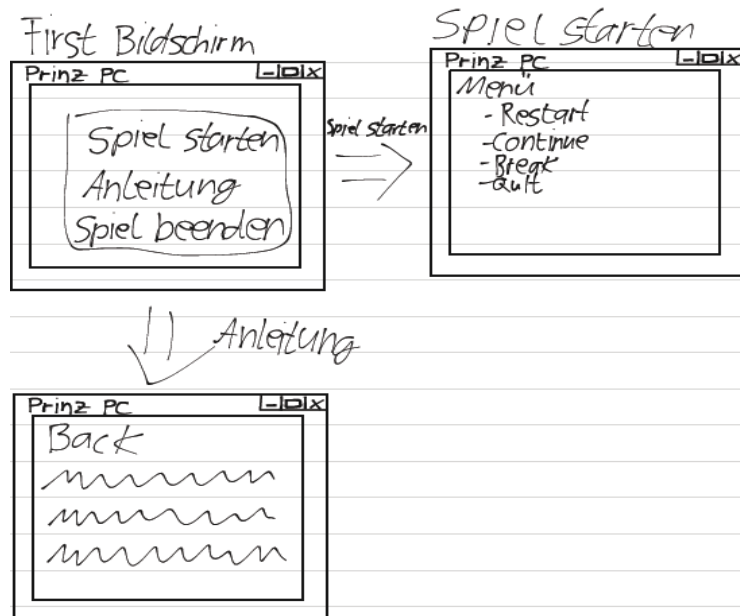 First Bildschirm
Prinz PC
Spiel starten
Anleitung
Spiel beenden
Spiel starten
Spiel starten
Prinz PC
Menü
- Restart
- Continue
- Break
- Quit
Anleitung
Prinz PC
Back